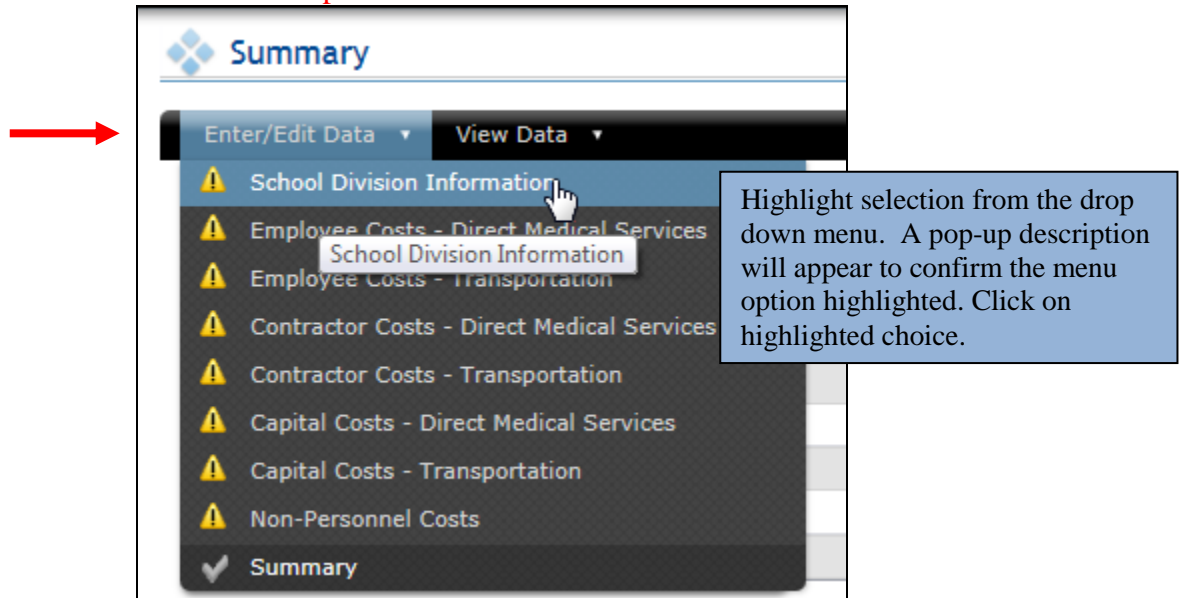 Summary
Enter/Edit Data ▾ View Data ▾
School Division Information
Employee Costs - Direct Medical Services
School Division Information
Employee Costs - Transportation
Contractor Costs - Direct Medical Services
Contractor Costs - Transportation
Capital Costs - Direct Medical Services
Capital Costs - Transportation
Non-Personnel Costs
Summary
Highlight selection from the drop
down menu.  A pop-up description
will appear to confirm the menu
option highlighted. Click on
highlighted choice.